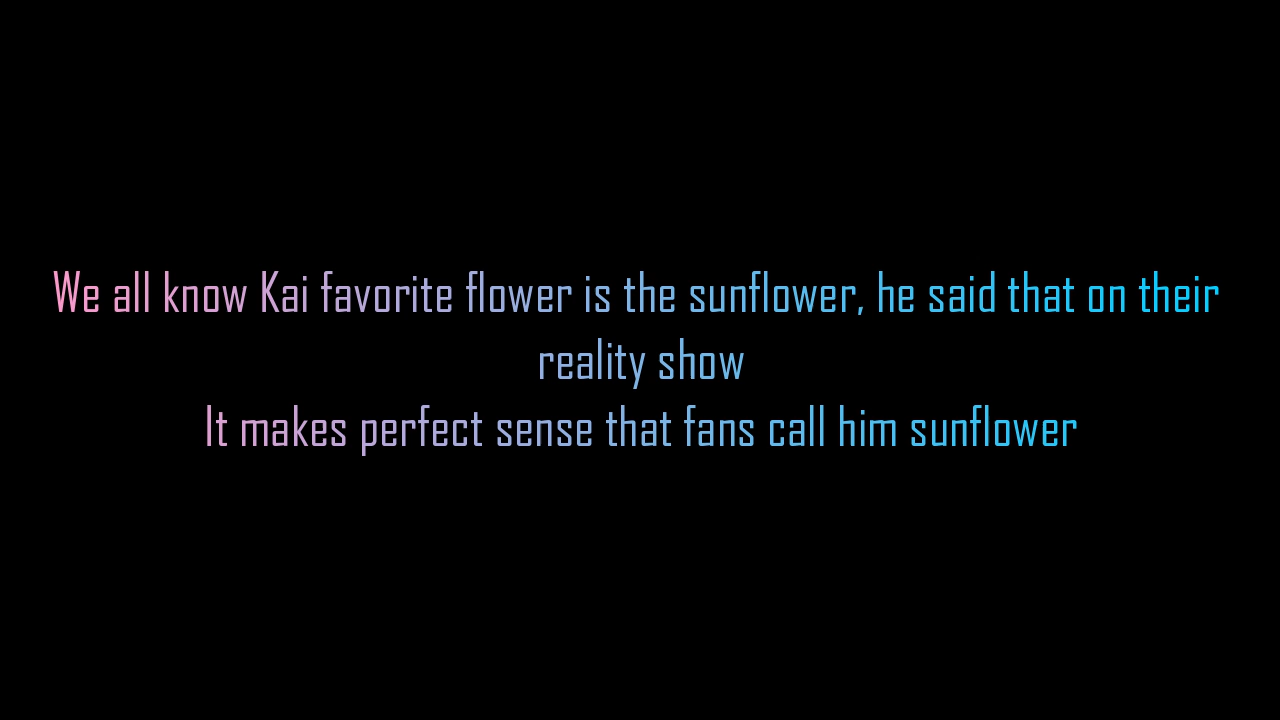 We all know Kai favorite flower is the sunflower, he said that on their
reality show
It makes perfect sense that fans call him sunflower